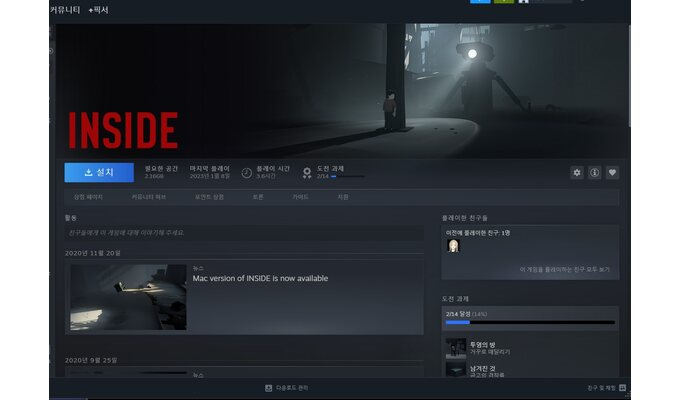 커뮤니티 +픽서
INSIDE
설치
필요한 공간
마지막 플레이
2023년 1월 8일
플레이 시간
3.6시간
도전 과제
2/14
상점 페이지 커뮤니티 허브 포인트 상점 토론 가이드 지원
활동
친구들에게 이 게임에 대해 이야기해 주세요.
2020년 11월 20일
뉴스
Mac version of INSIDE is now available
2020년 9월 25일
뉴스
플레이한 친구들
이전에 플레이한 친구: 1명
이 게임을 플레이하는 친구 모두 보기
도전 과제
2/14 달성 (14%)
투명의 방
거꾸로 매달리기
남겨진 것
다운로드 관리
친구 및 채팅